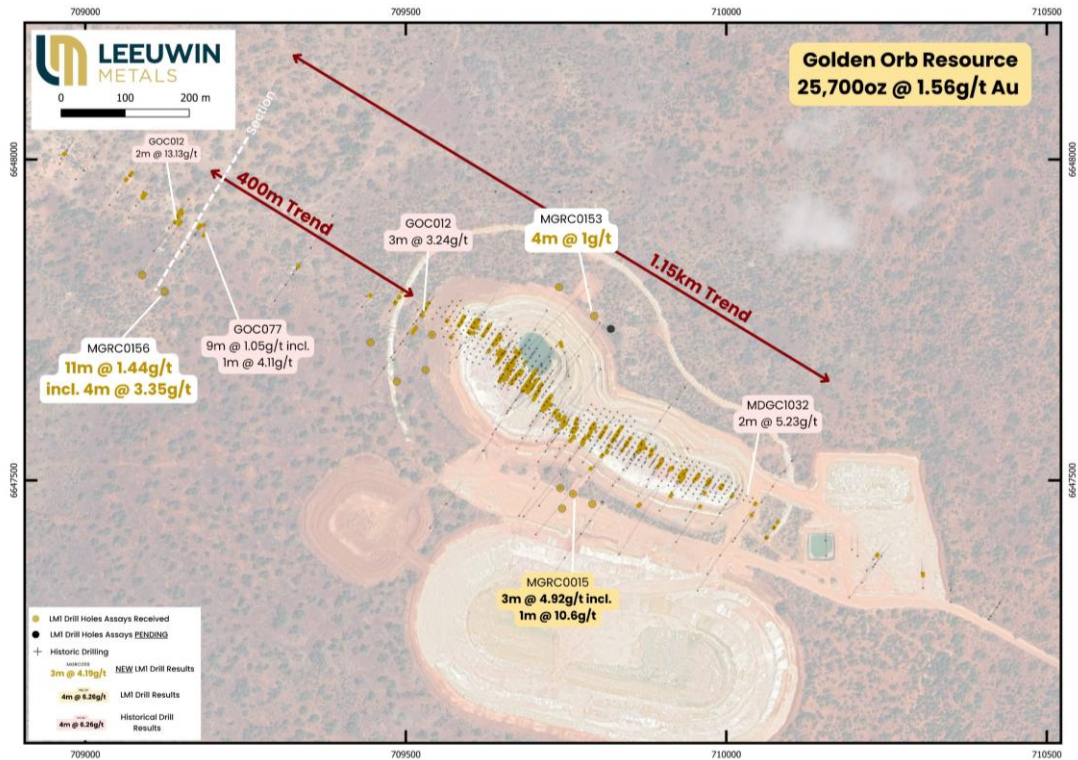 709000
709500
710000
710500
LEEUWIN
METALS
0 100 200 m
Golden Orb Resource
25,700oz @ 1.56g/t Au
Section
6648000
6648000
GOC012
2m @ 13.13g/t
400m Trend
GOC012
3m @ 3.24g/t
MGRC0153
4m @ 1g/t
1.15km Trend
GOC077
9m @ 1.05g/t incl.
1m @ 4.11g/t
MGRC0156
11m @ 1.44g/t
incl. 4m @ 3.35g/t
MDGC1032
2m @ 5.23g/t
6647500
6647500
MGRC0015
3m @ 4.92g/t incl.
1m @ 10.6g/t
LM1 Drill Holes Assays Received
LM1 Drill Holes Assays PENDING
Historic Drilling
3m @ 4.19g/t
NEW LM1 Drill Results
4m @ 6.26g/t
LM1 Drill Results
4m @ 6.26g/t
Historical Drill
Results
709000
709500
710000
710500